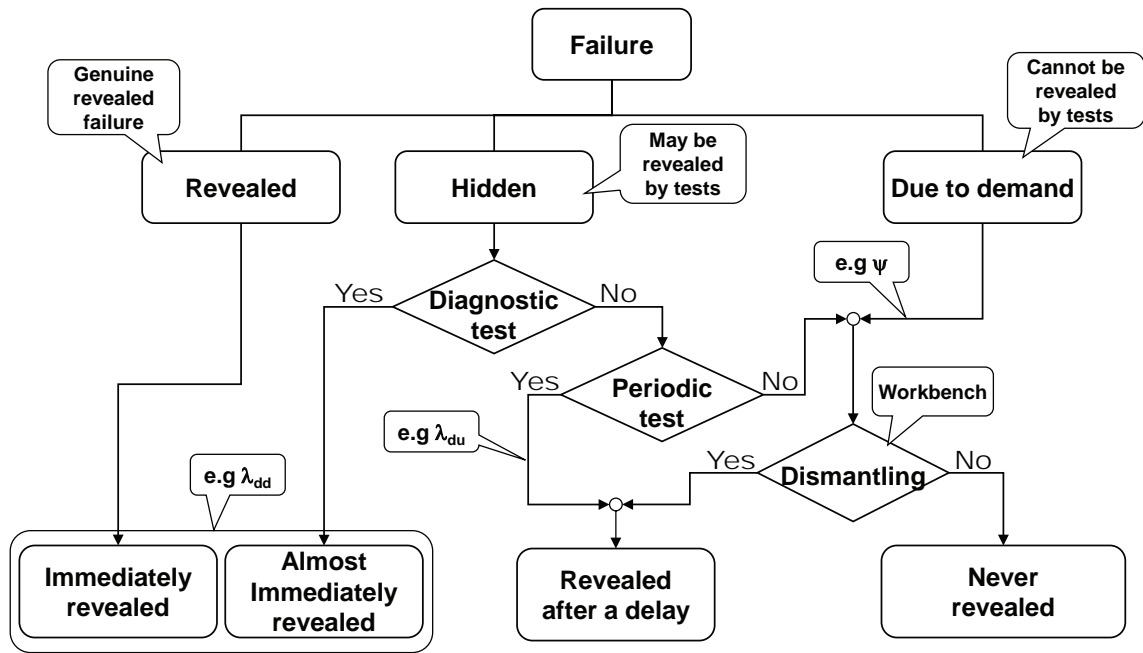 Failure
Genuine
revealed
failure
Cannot be
revealed
by tests
May be
revealed
by tests
Revealed
Hidden
Due to demand
e.g ψ
Yes
Diagnostic
test
No
Yes
Periodic
test
No
Workbench
e.g λdu
Yes
Dismantling
No
e.g λdd
Immediately
revealed
Almost
Immediately
revealed
Revealed
after a delay
Never
revealed